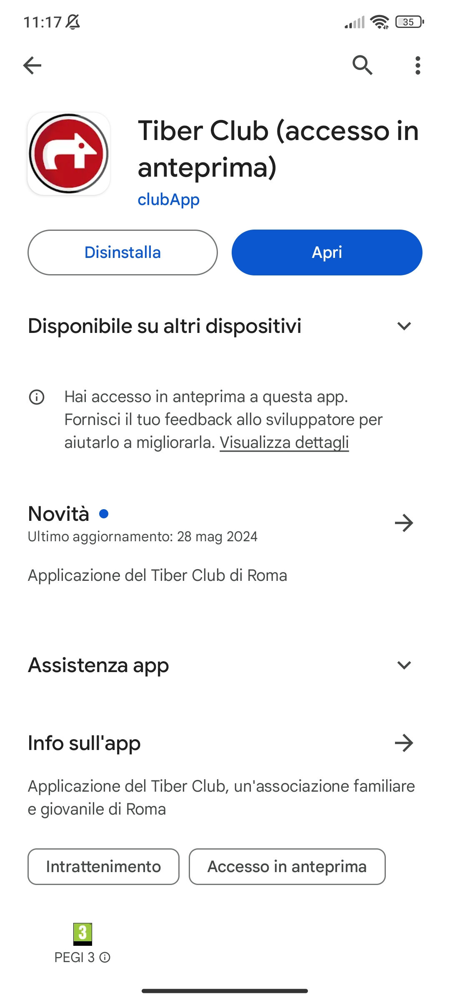 11:17
35
Tiber Club (accesso in
anteprima)
clubApp
Disinstalla
Apri
Disponibile su altri dispositivi
Hai accesso in anteprima a questa app.
Fornisci il tuo feedback allo sviluppatore per
aiutarlo a migliorarla. Visualizza dettagli
Novità
Ultimo aggiornamento: 28 mag 2024
Applicazione del Tiber Club di Roma
Assistenza app
Info sull'app
Applicazione del Tiber Club, un'associazione familiare
e giovanile di Roma
Intrattenimento
Accesso in anteprima
3
PEGI 3